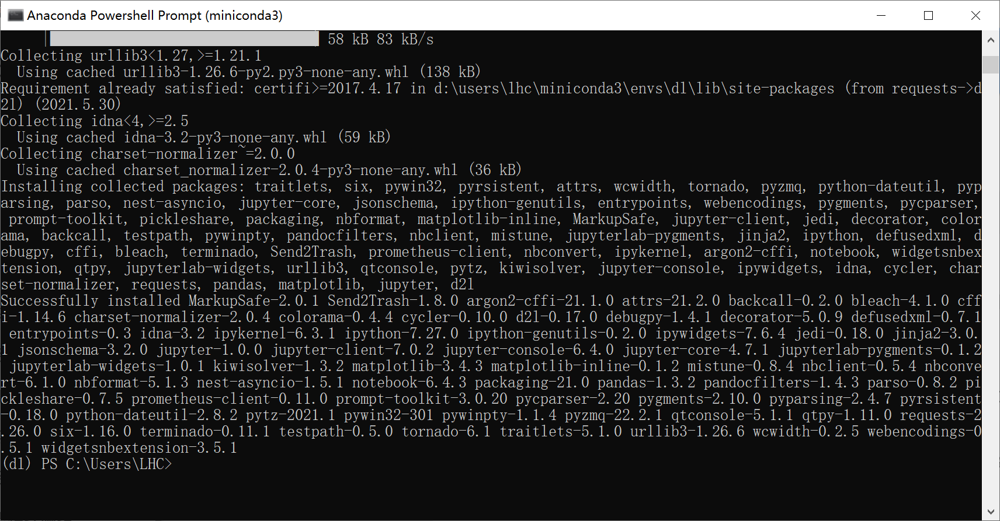 Anaconda Powershell Prompt (miniconda3)
58 kB 83 kB/s
Collecting urllib3<1.27,>=1.21.1
  Using cached urllib3-1.26.6-py2.py3-none-any.whl (138 kB)
Requirement already satisfied: certifi>=2017.4.17 in d:\users\lhc\miniconda3\envs\dl\lib\site-packages (from requests->d
2l) (2021.5.30)
Collecting idna<4,>=2.5
  Using cached idna-3.2-py3-none-any.whl (59 kB)
Collecting charset-normalizer~=2.0.0
  Using cached charset_normalizer-2.0.4-py3-none-any.whl (36 kB)
Installing collected packages: traitlets, six, pywin32, pyrsistent, attrs, wcwidth, tornado, pyzmq, python-dateutil, pyp
arsing, parso, nest-asyncio, jupyter-core, jsonschema, ipython-genutils, entrypoints, webencodings, pygments, pycparser,
 prompt-toolkit, pickleshare, packaging, nbformat, matplotlib-inline, MarkupSafe, jupyter-client, jedi, decorator, color
ama, backcall, testpath, pywinpty, pandocfilters, nbclient, mistune, jupyterlab-pygments, jinja2, ipython, defusedxml, d
ebugpy, cffi, bleach, terminado, Send2Trash, prometheus-client, nbconvert, ipykernel, argon2-cffi, notebook, widgetsnbex
tension, qtpy, jupyterlab-widgets, urllib3, qtconsole, pytz, kiwisolver, jupyter-console, ipywidgets, idna, cycler, char
set-normalizer, requests, pandas, matplotlib, jupyter, d2l
Successfully installed MarkupSafe-2.0.1 Send2Trash-1.8.0 argon2-cffi-21.1.0 attrs-21.2.0 backcall-0.2.0 bleach-4.1.0 cff
i-1.14.6 charset-normalizer-2.0.4 colorama-0.4.4 cycler-0.10.0 d2l-0.17.0 debugpy-1.4.1 decorator-5.0.9 defusedxml-0.7.1
 entrypoints-0.3 idna-3.2 ipykernel-6.3.1 ipython-7.27.0 ipython-genutils-0.2.0 ipywidgets-7.6.4 jedi-0.18.0 jinja2-3.0.
1 jsonschema-3.2.0 jupyter-1.0.0 jupyter-client-7.0.2 jupyter-console-6.4.0 jupyter-core-4.7.1 jupyterlab-pygments-0.1.2
 jupyterlab-widgets-1.0.1 kiwisolver-1.3.2 matplotlib-3.4.3 matplotlib-inline-0.1.2 mistune-0.8.4 nbclient-0.5.4 nbconve
rt-6.1.0 nbformat-5.1.3 nest-asyncio-1.5.1 notebook-6.4.3 packaging-21.0 pandas-1.3.2 pandocfilters-1.4.3 parso-0.8.2 pi
ckleshare-0.7.5 prometheus-client-0.11.0 prompt-toolkit-3.0.20 pycparser-2.20 pygments-2.10.0 pyparsing-2.4.7 pyrsistent
-0.18.0 python-dateutil-2.8.2 pytz-2021.1 pywin32-301 pywinpty-1.1.4 pyzmq-22.2.1 qtconsole-5.1.1 qtpy-1.11.0 requests-2
.26.0 six-1.16.0 terminado-0.11.1 testpath-0.5.0 tornado-6.1 traitlets-5.1.0 urllib3-1.26.6 wcwidth-0.2.5 webencodings-0
.5.1 widgetsnbextension-3.5.1
(dl) PS C:\Users\LHC>